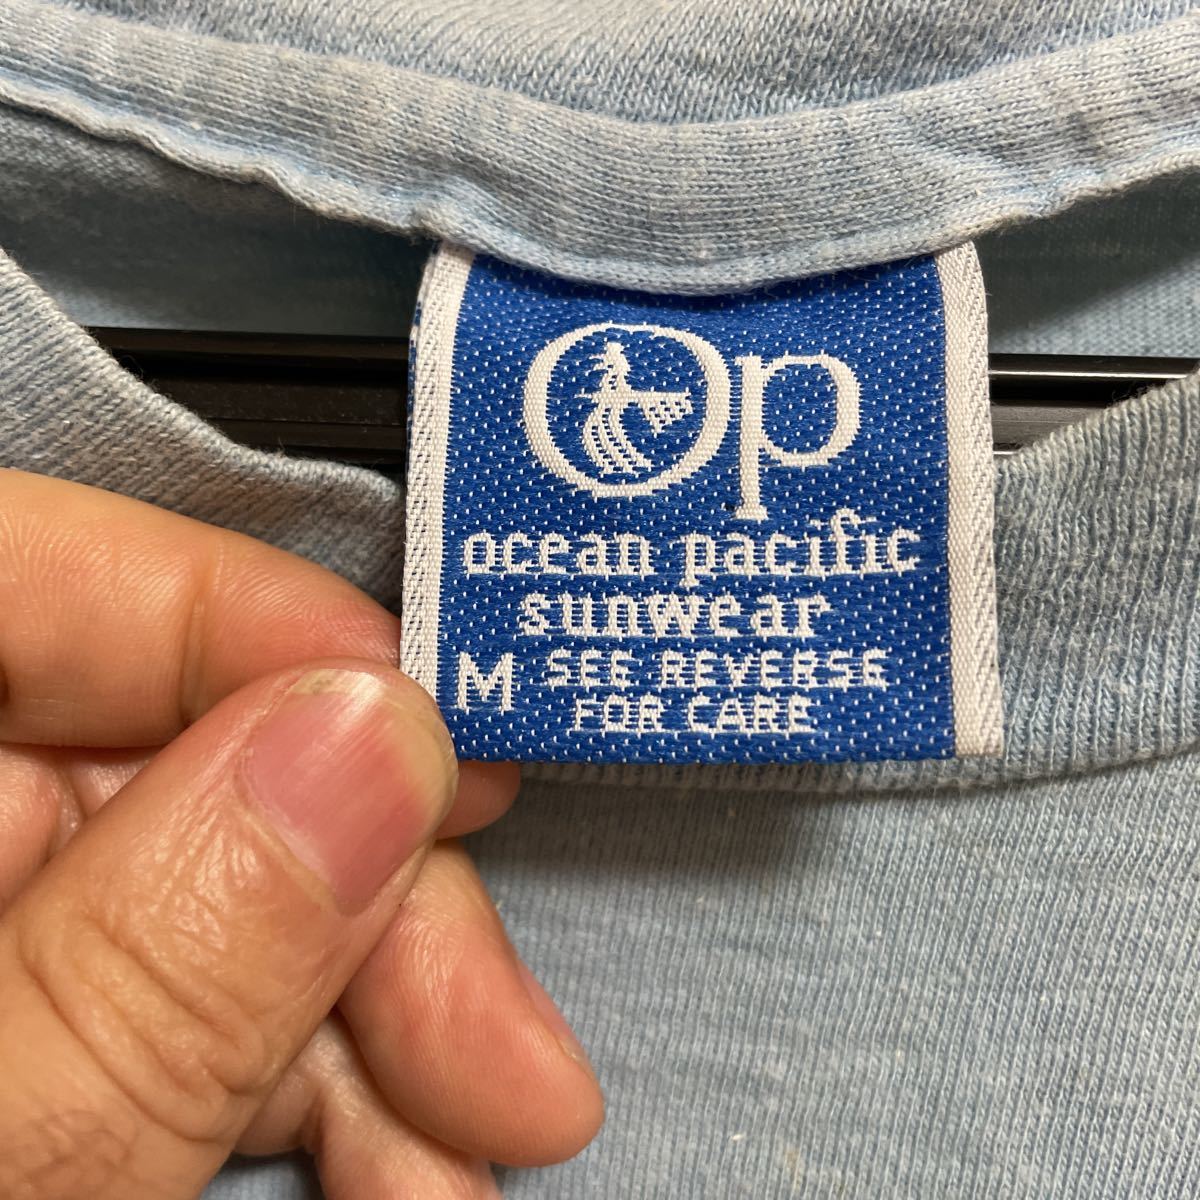 Op
ocean pacific
sunwear
M SEE REVERSE
FOR CARE